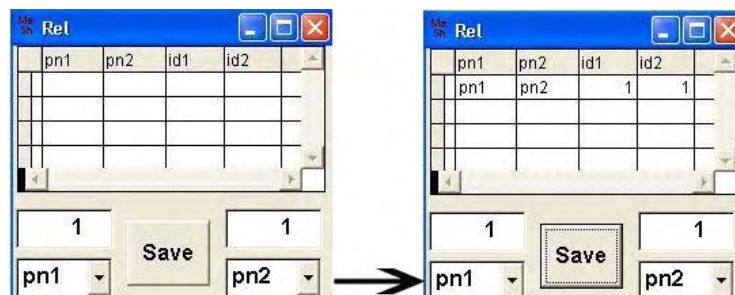 Me Sh Rel
pn1 pn2 id1 id2
1 1
Save
pn1 pn2
Me Sh Rel
pn1 pn2 id1 id2
pn1 pn2 1 1
1 1
Save
pn1 pn2